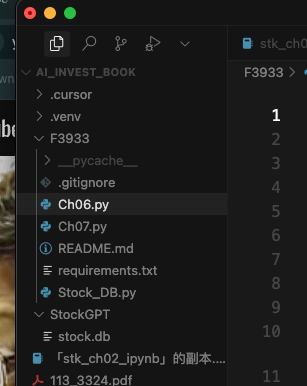 stk_ch0
AI_INVEST_BOOK
F3933
.cursor
1
.venv
2
F3933
3
__pycache__
4
.gitignore
5
Ch06.py
6
Ch07.py
7
README.md
8
requirements.txt
9
Stock_DB.py
10
StockGPT
stock.db
「stk_ch02_ipynb」的副本....
11
113_3324.pdf